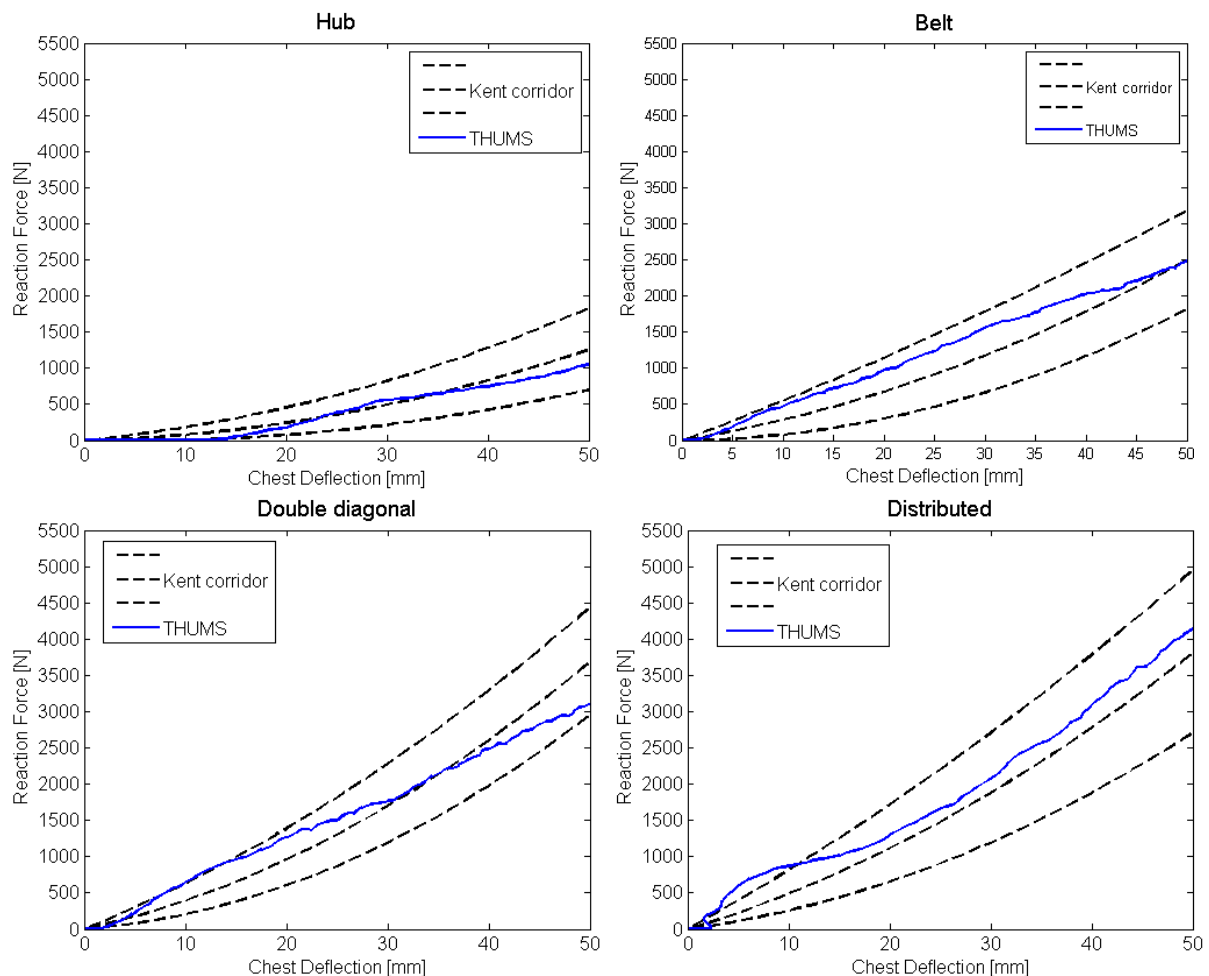 Hub
5500
5000
4500
4000
3500
3000
2500
2000
1500
1000
500
0
Reaction Force [N]
Kent corridor
THUMS
0 10 20 30 40 50
Chest Deflection [mm]
Belt
5500
5000
4500
4000
3500
3000
2500
2000
1500
1000
500
0
Reaction Force [N]
Kent corridor
THUMS
0 5 10 15 20 25 30 35 40 45 50
Chest Deflection [mm]
Double diagonal
5500
5000
4500
4000
3500
3000
2500
2000
1500
1000
500
0
Reaction Force [N]
Kent corridor
THUMS
0 10 20 30 40 50
Chest Deflection [mm]
Distributed
5500
5000
4500
4000
3500
3000
2500
2000
1500
1000
500
0
Reaction Force [N]
Kent corridor
THUMS
0 10 20 30 40 50
Chest Deflection [mm]